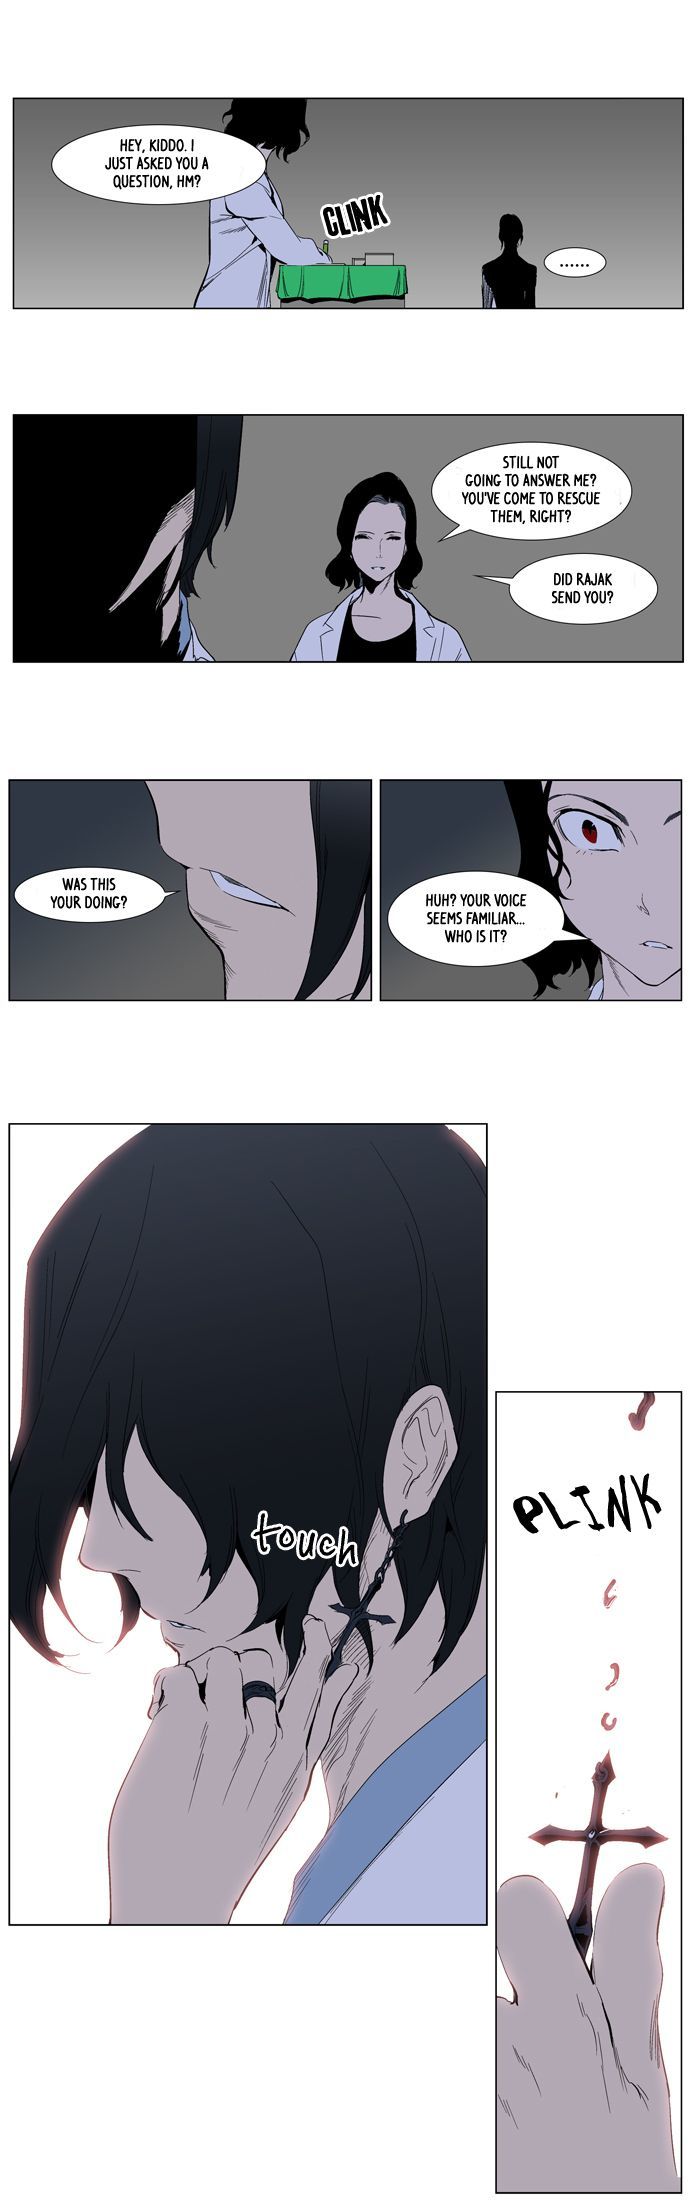 HEY, KIDDO. I
JUST ASKED YOU A
QUESTION, HM?
CLINK
......
STILL NOT
GOING TO ANSWER ME?
YOU'VE COME TO RESCUE
THEM, RIGHT?
DID RAJAK
SEND YOU?
WAS THIS
YOUR DOING?
HUH? YOUR VOICE
SEEMS FAMILIAR...
WHO IS IT?
touch
PLINK